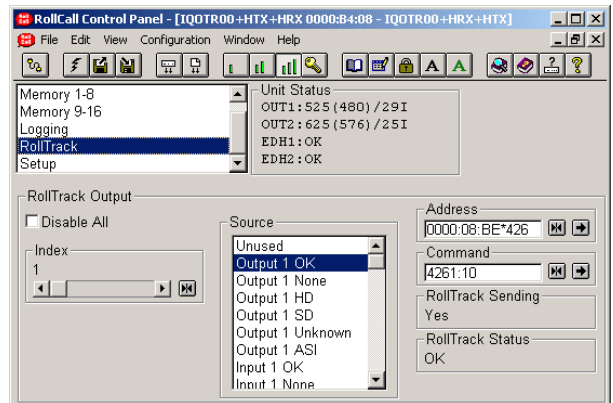 RollCall Control Panel - [IQOTR00+HTX+HRX 0000:B4:08 - IQOTR00+HRX+HTX]
File Edit View Configuration Window Help
A A
Memory 1-8
Memory 9-16
Logging
RollTrack
Setup
Unit Status
OUT1:525(480)/29I
OUT2:625(576)/25I
EDH1:OK
EDH2:OK
RollTrack Output
Disable All
Index
1
Source
Unused
Output 1 OK
Output 1 None
Output 1 HD
Output 1 SD
Output 1 Unknown
Output 1 ASI
Input 1 OK
Input 1 None
Address
0000:08:BE*426
Command
4261:10
RollTrack Sending
Yes
RollTrack Status
OK